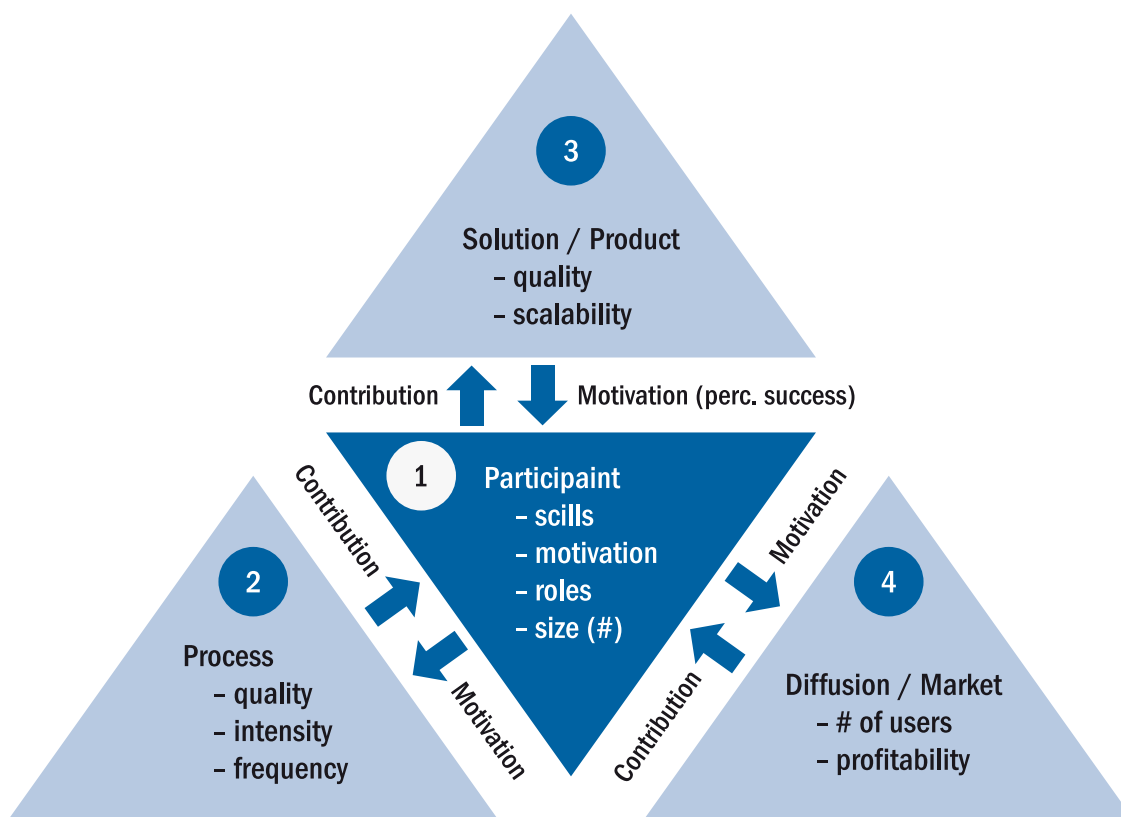 3
Solution / Product
– quality
– scalability
Contribution
Motivation (perc. success)
1
Participaint
– scills
– motivation
– roles
– size (#)
Contribution
Motivation
2
Process
– quality
– intensity
– frequency
Motivation
Contribution
4
Diffusion / Market
– # of users
– profitability